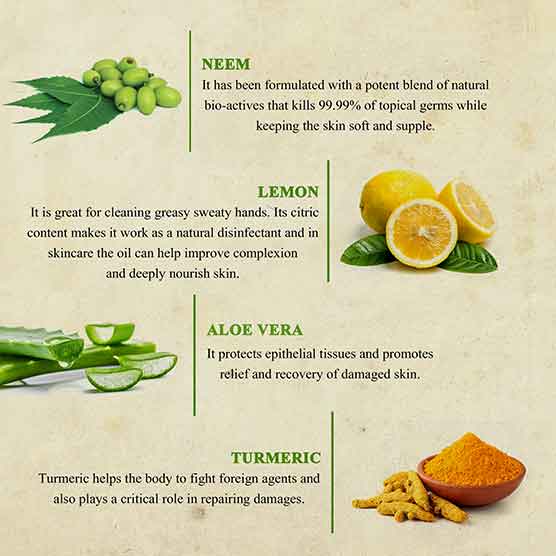 NEEM
It has been formulated with a potent blend of natural
bio-actives that kills 99.99% of topical germs while
keeping the skin soft and supple.
LEMON
It is great for cleaning greasy sweaty hands. Its citric
content makes it work as a natural disinfectant and in
skincare the oil can help improve complexion
and deeply nourish skin.
ALOE VERA
It protects epithelial tissues and promotes
relief and recovery of damaged skin.
TURMERIC
Turmeric helps the body to fight foreign agents and
also plays a critical role in repairing damages.